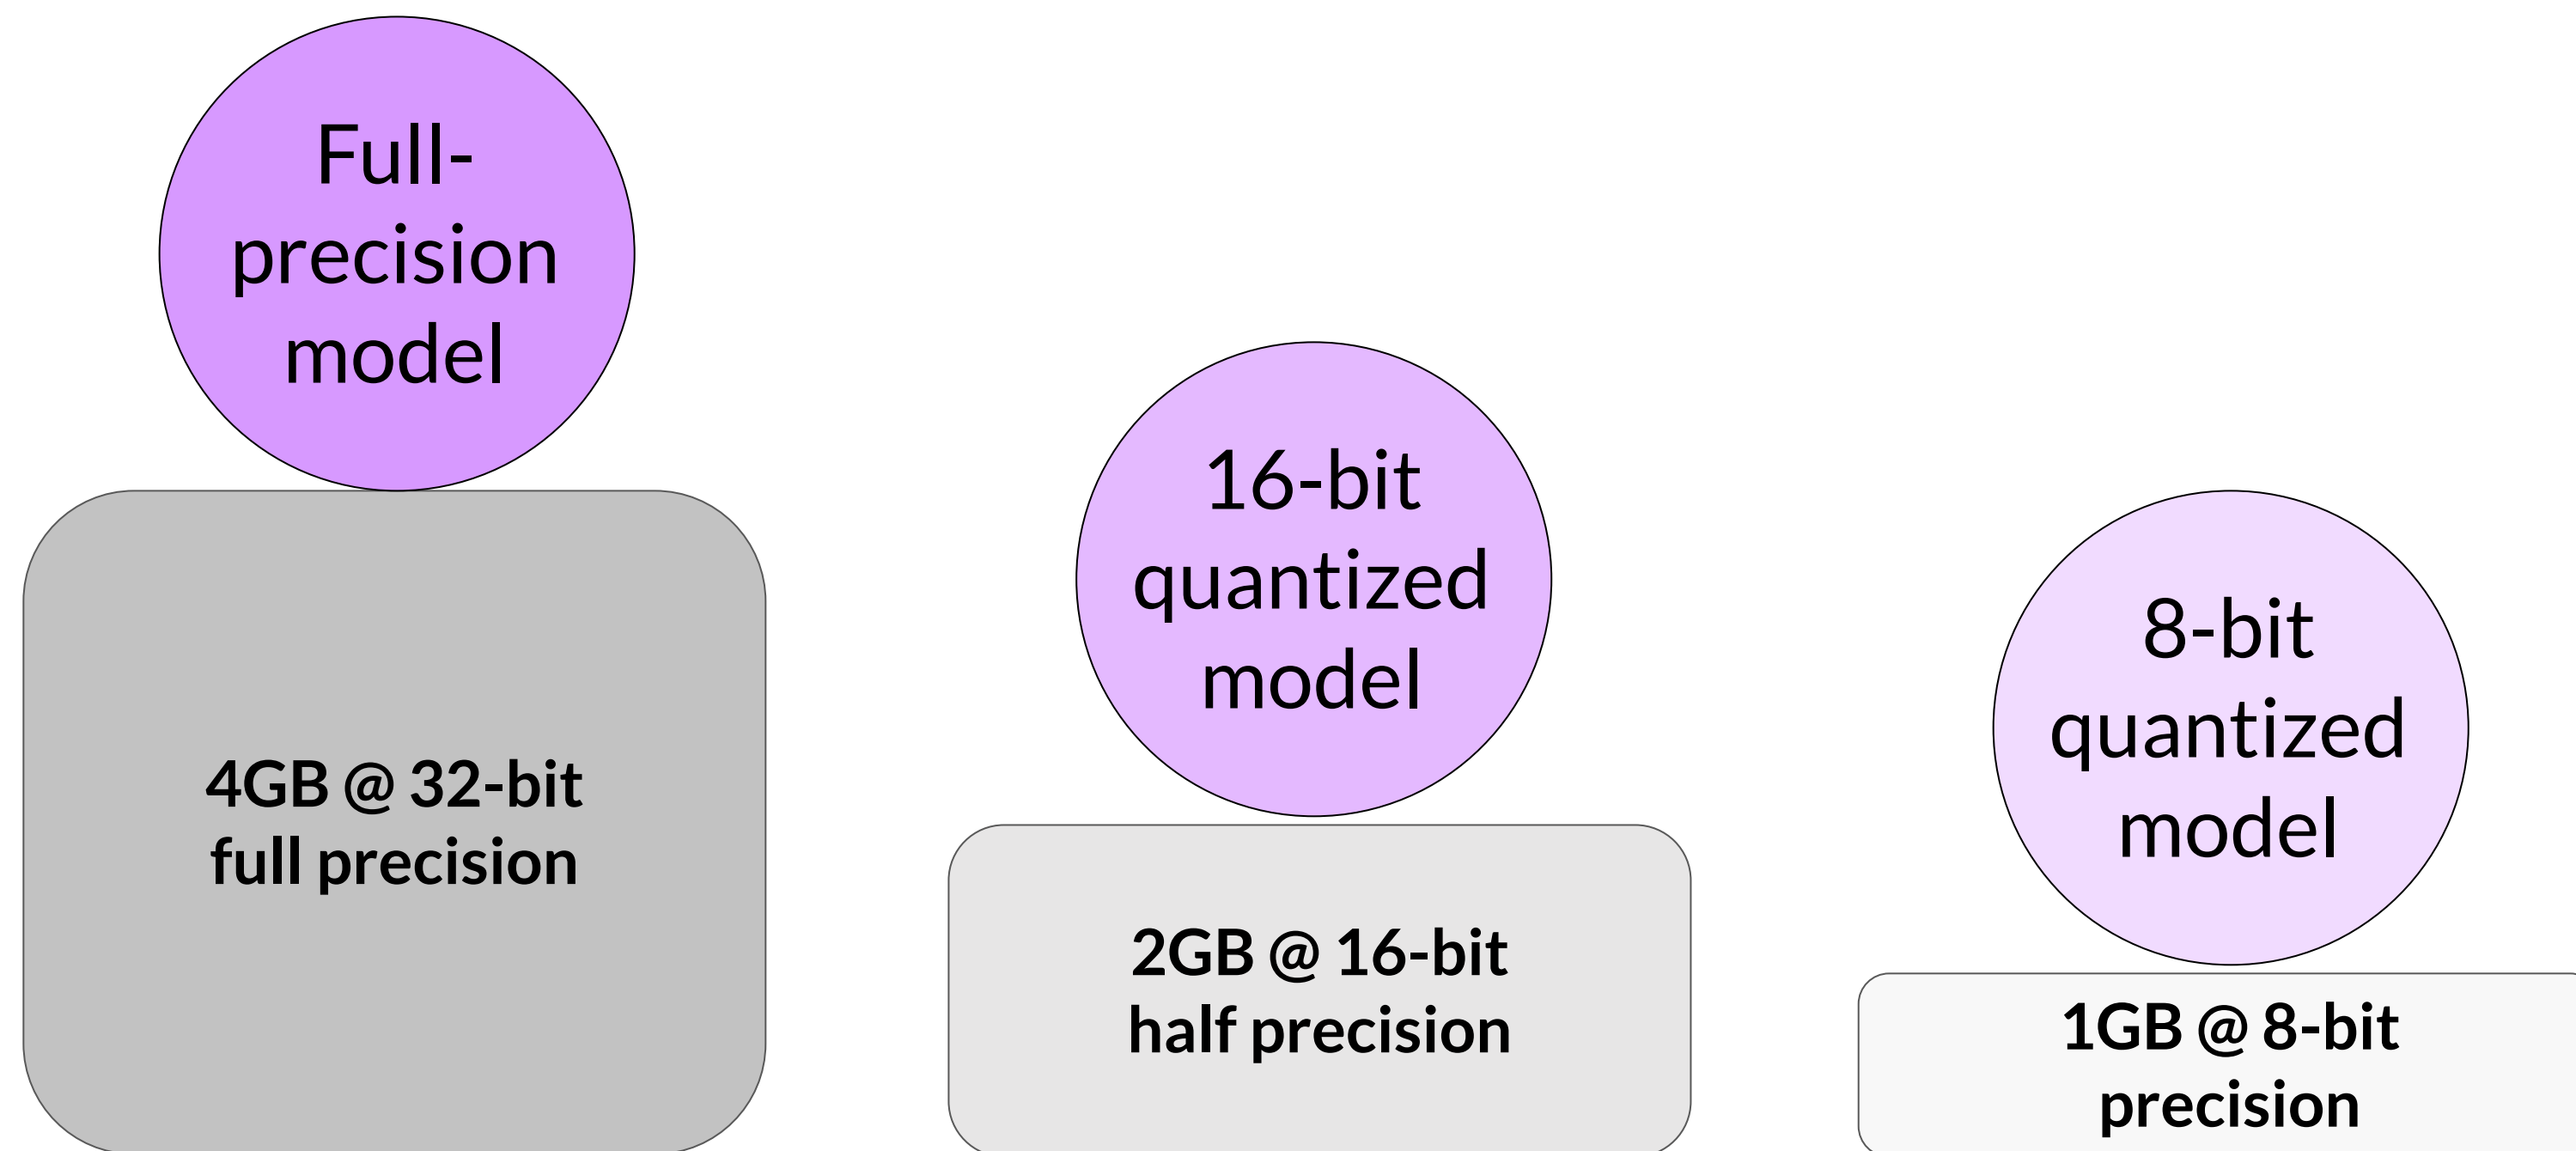 Full-
precision
model
4GB @ 32-bit
full precision
16-bit
quantized
model
2GB @ 16-bit
half precision
8-bit
quantized
model
1GB @ 8-bit
precision